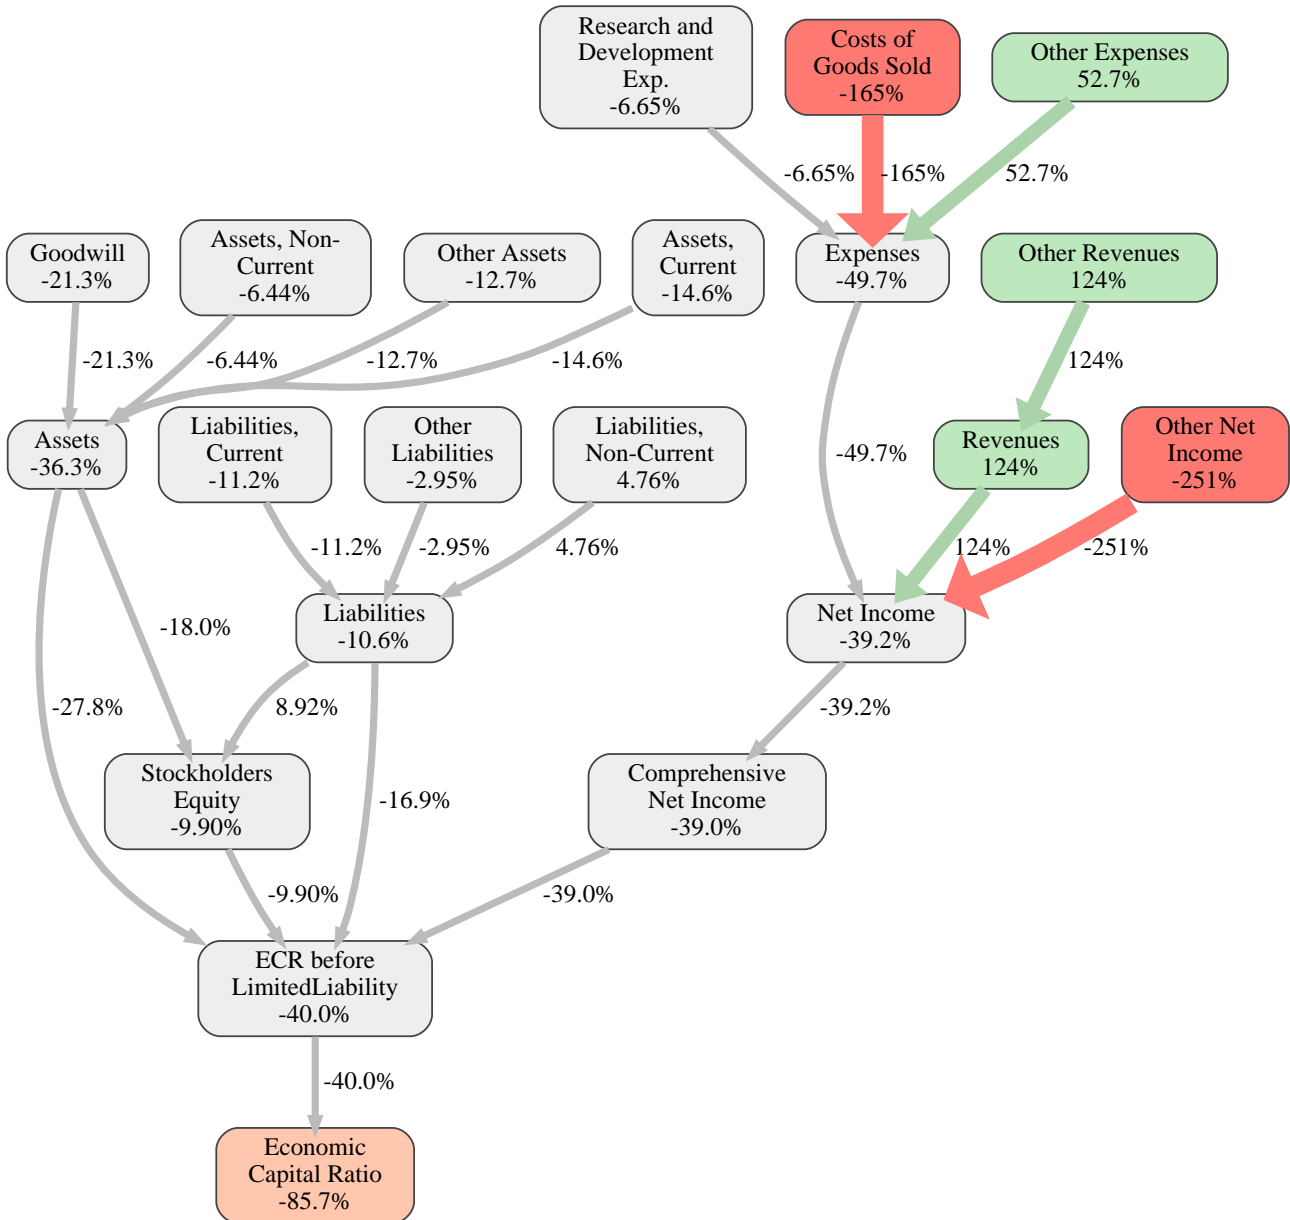 Research and
Development
Exp.
-6.65%
Costs of
Goods Sold
-165%
Other Expenses
52.7%
-6.65%
-165%
52.7%
Goodwill
-21.3%
Assets, Non-
Current
-6.44%
Other Assets
-12.7%
Assets,
Current
-14.6%
Expenses
-49.7%
Other Revenues
124%
-21.3%
-6.44%
-12.7%
-14.6%
124%
Assets
-36.3%
Liabilities,
Current
-11.2%
Other
Liabilities
-2.95%
Liabilities,
Non-Current
4.76%
-49.7%
Revenues
124%
Other Net
Income
-251%
-11.2%
-2.95%
4.76%
124%
-251%
-18.0%
Liabilities
-10.6%
Net Income
-39.2%
-27.8%
8.92%
-39.2%
Stockholders
Equity
-9.90%
-16.9%
Comprehensive
Net Income
-39.0%
-9.90%
-39.0%
ECR before
LimitedLiability
-40.0%
-40.0%
Economic
Capital Ratio
-85.7%